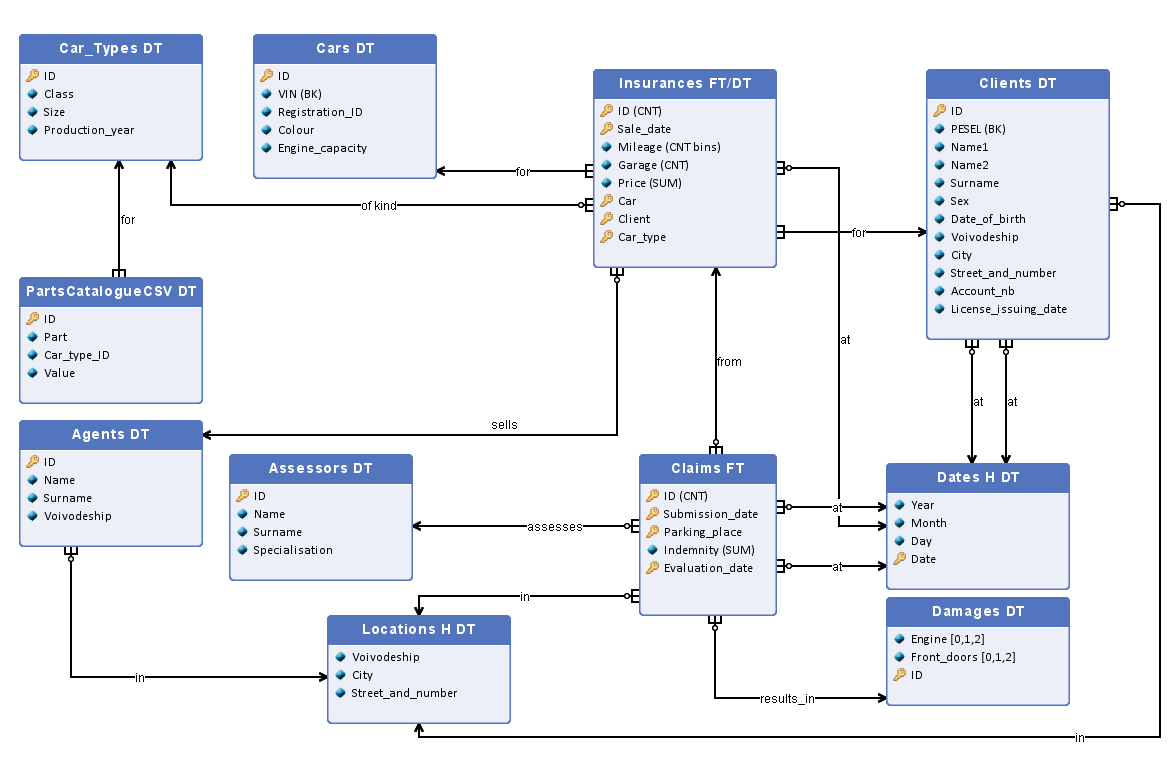 Car_Types DT
ID
Class
Size
Production_year
Cars DT
ID
VIN (BK)
Registration_ID
Colour
Engine_capacity
Insurances FT/DT
ID (CNT)
Sale_date
Mileage (CNT bins)
Garage (CNT)
Price (SUM)
Car
Client
Car_type
Clients DT
ID
PESEL (BK)
Name1
Name2
Surname
Sex
Date_of_birth
Voivodeship
City
Street_and_number
Account_nb
License_issuing_date
for
of kind
for
for
at
from
at
at
sells
PartsCatalogueCSV DT
ID
Part
Car_type_ID
Value
Agents DT
ID
Name
Surname
Voivodeship
Assessors DT
ID
Name
Surname
Specialisation
assesses
Claims FT
ID (CNT)
Submission_date
Parking_place
Indemnity (SUM)
Evaluation_date
at
at
Dates H DT
Year
Month
Day
Date
in
Locations H DT
Voivodeship
City
Street_and_number
in
results_in
Damages DT
Engine [0,1,2]
Front_doors [0,1,2]
ID
in